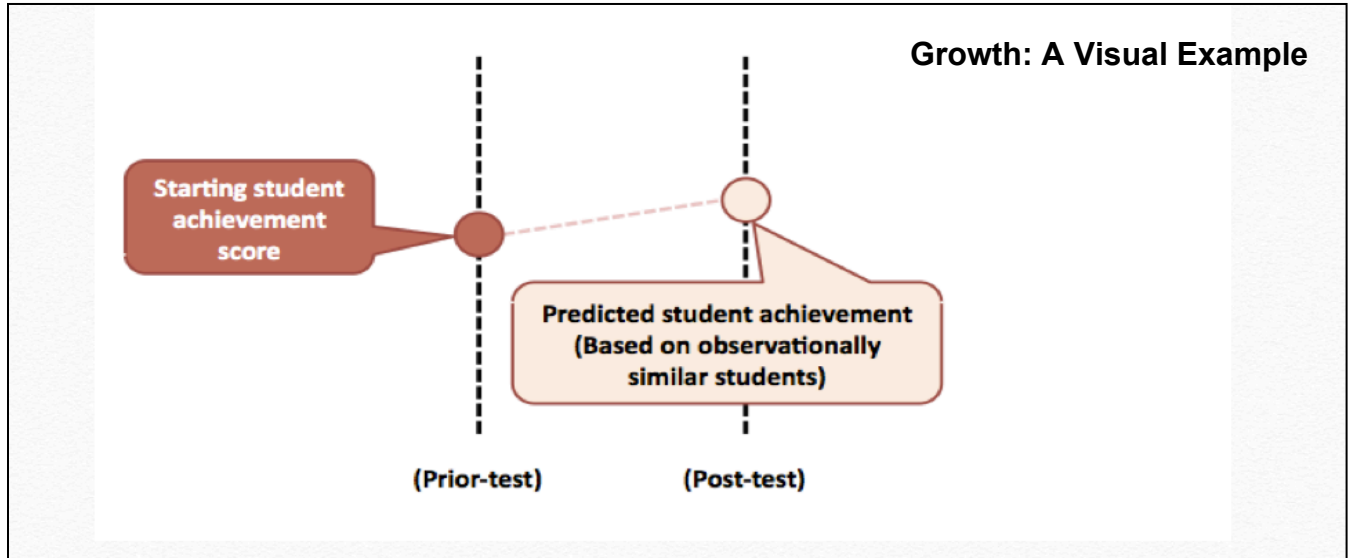 Growth: A Visual Example
Starting student
achievement
score
Predicted student achievement
(Based on observationally
similar students)
(Prior-test)
(Post-test)